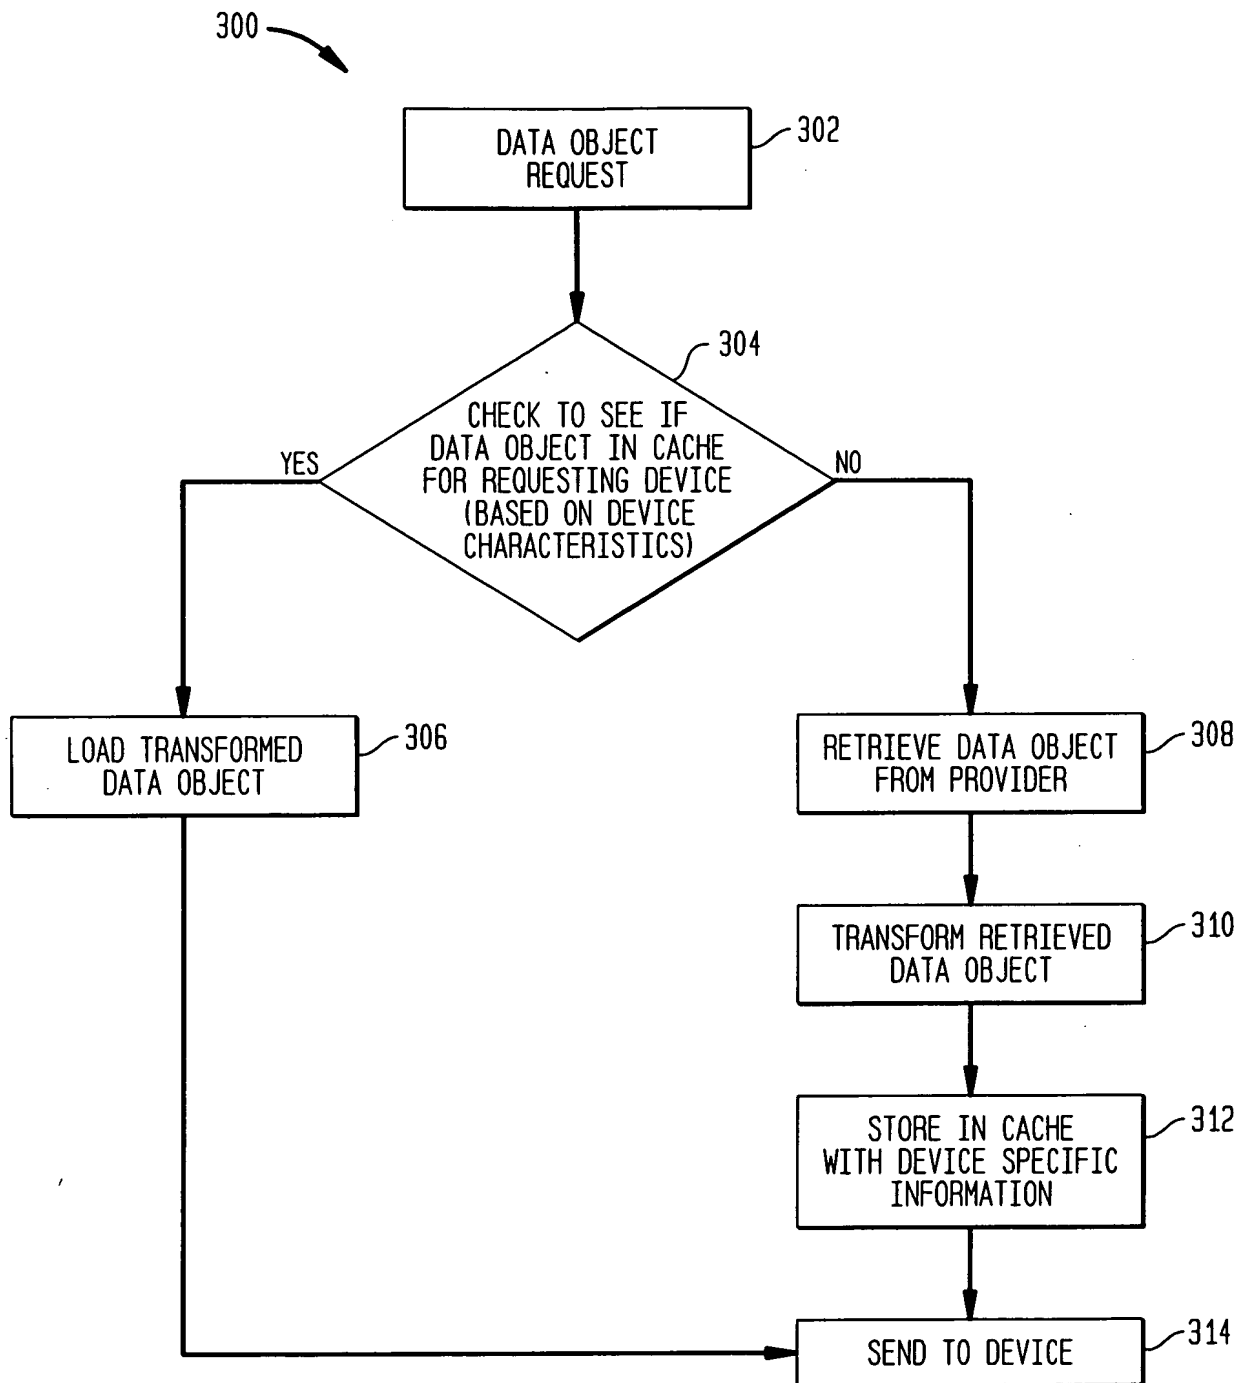 300
DATA OBJECT
REQUEST
302
304
CHECK TO SEE IF
DATA OBJECT IN CACHE
FOR REQUESTING DEVICE
(BASED ON DEVICE
CHARACTERISTICS)
YES
NO
LOAD TRANSFORMED
DATA OBJECT
306
RETRIEVE DATA OBJECT
FROM PROVIDER
308
TRANSFORM RETRIEVED
DATA OBJECT
310
STORE IN CACHE
WITH DEVICE SPECIFIC
INFORMATION
312
SEND TO DEVICE
314